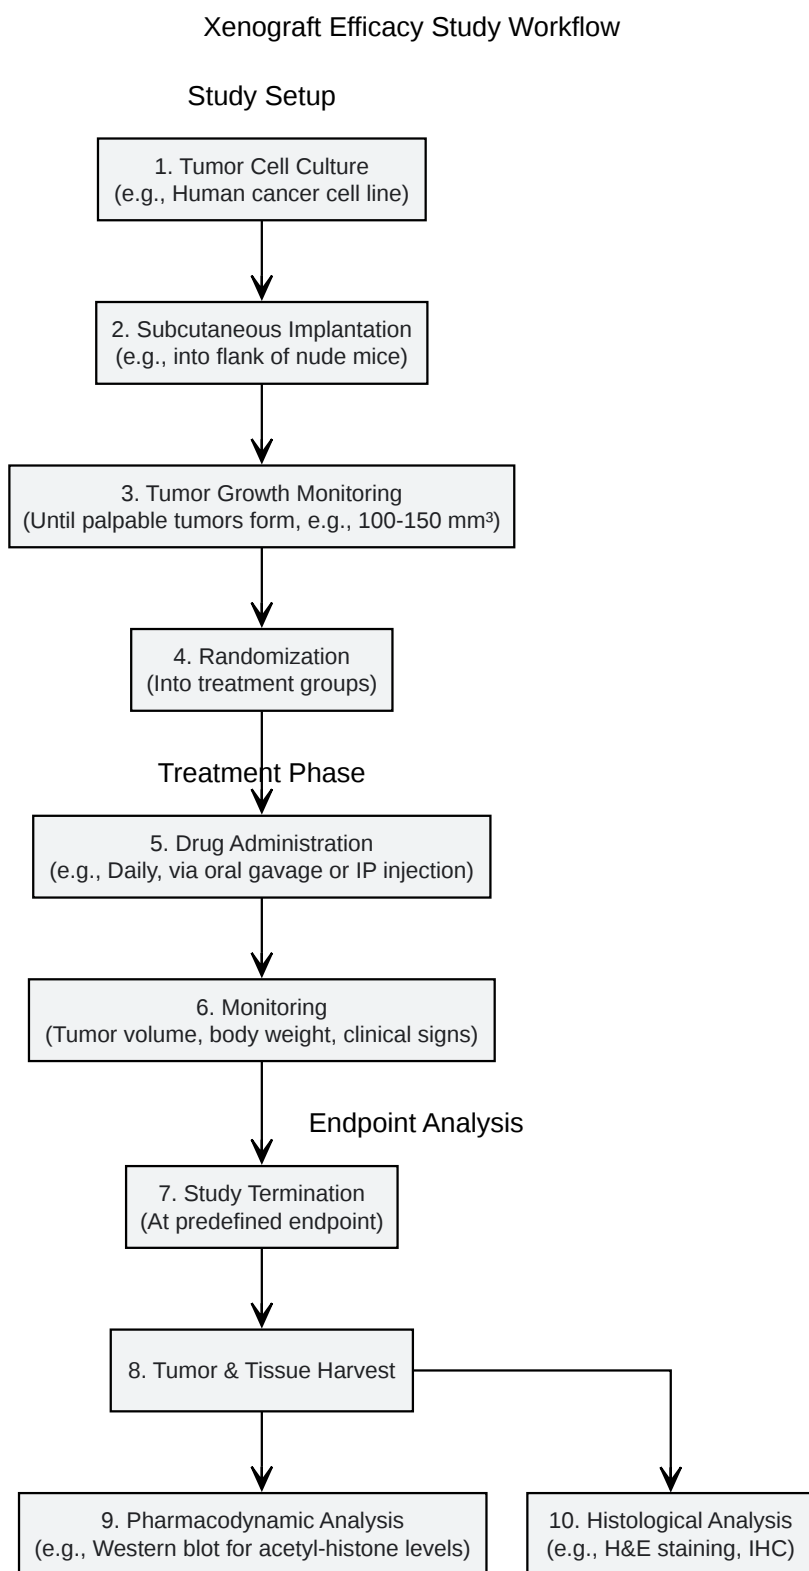 Xenograft Efficacy Study Workflow
Study Setup
1. Tumor Cell Culture
(e.g., Human cancer cell line)
2. Subcutaneous Implantation
(e.g., into flank of nude mice)
3. Tumor Growth Monitoring
(Until palpable tumors form, e.g., 100-150 mm³)
4. Randomization
(Into treatment groups)
Treatment Phase
5. Drug Administration
(e.g., Daily, via oral gavage or IP injection)
6. Monitoring
(Tumor volume, body weight, clinical signs)
Endpoint Analysis
7. Study Termination
(At predefined endpoint)
8. Tumor & Tissue Harvest
9. Pharmacodynamic Analysis
(e.g., Western blot for acetyl-histone levels)
10. Histological Analysis
(e.g., H&E staining, IHC)